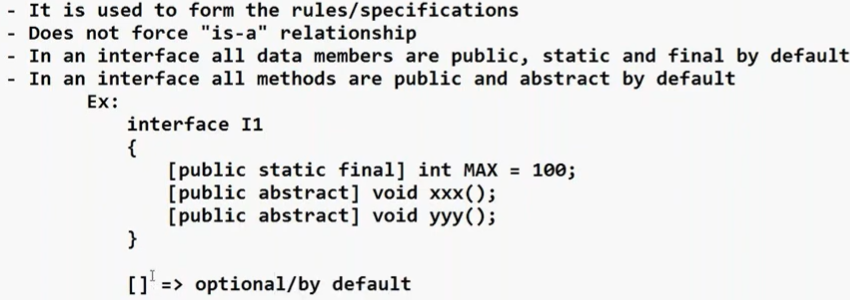 - It is used to form the rules/specifications
- Does not force "is-a" relationship
- In an interface all data members are public, static and final by default
- In an interface all methods are public and abstract by default
Ex:
interface I1
{
[public static final] int MAX = 100;
[public abstract] void xxx();
[public abstract] void yyy();
}
[] => optional/by default